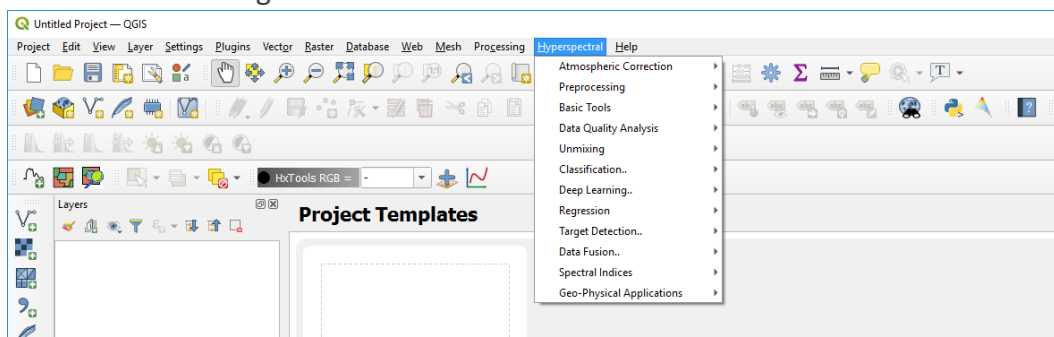 Untitled Project — QGIS
Project Edit View Layer Settings Plugins Vector Raster Database Web Mesh Processing Hyperspectral Help
Atmospheric Correction
Preprocessing
Basic Tools
Data Quality Analysis
Unmixing
Classification..
Deep Learning..
Regression
Target Detection..
Data Fusion..
Spectral Indices
Geo-Physical Applications
HxTools RGB = -
Layers
Project Templates